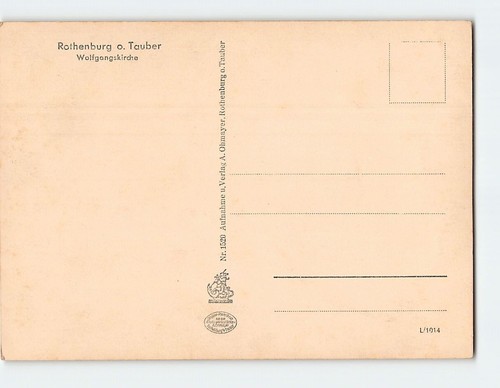 Rothenburg o. Tauber
Wolfgangskirche
Nr. 1520 Aufnahme u. Verlag A. Ohmayer, Rothenburg o. Tauber
L/1014